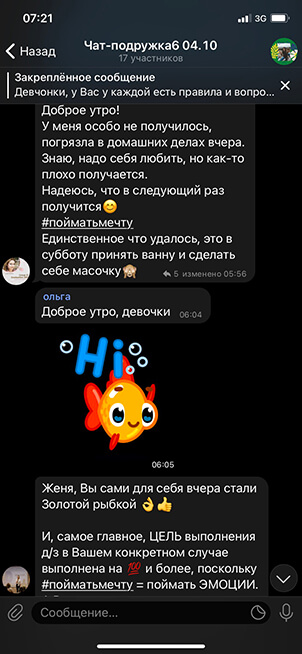 07:21
3G
Назад
Чат-подружка6 04.10
17 участников
Закреплённое сообщение
Девчонки, у Вас у каждой есть правила и вопро...
Доброе утро!
У меня особо не получилось,
погрязла в домашних делах вчера.
Знаю, надо себя любить, но как-то
плохо получается.
Надеюсь, что в следующий раз
получится😊
#пойматьмечту
Единственное что удалось, это в
субботу принять ванну и сделать
себе масочку🙈
5 изменено 05:56
ольга
Доброе утро, девочки 06:04
Hi
06:05
Женя, Вы сами для себя вчера стали
Золотой рыбкой 👌👍
И, самое главное, ЦЕЛЬ выполнения
д/з в Вашем конкретном случае
выполнена на 💯 и более, поскольку
#пойматьмечту = поймать ЭМОЦИИ.
Сообщение...